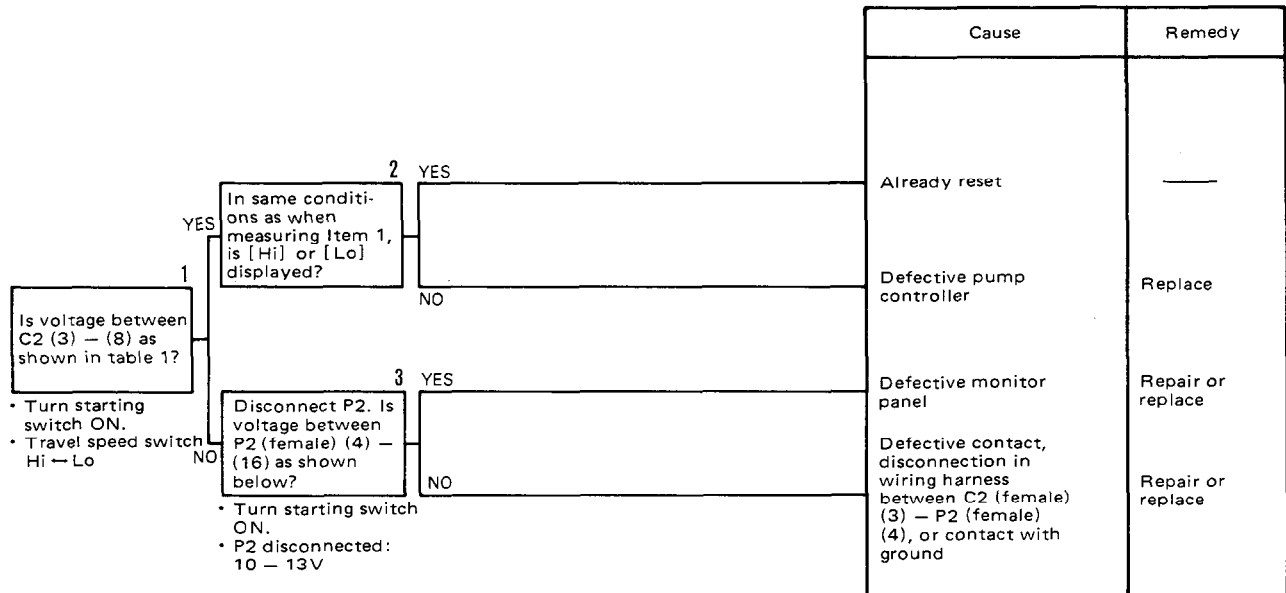 Cause
Remedy
1
Is voltage between
C2 (3) — (8) as
shown in table 1?
• Turn starting
switch ON.
• Travel speed switch
Hi ↔ Lo
YES
2
In same conditi-
ons as when
measuring Item 1,
is [Hi] or [Lo]
displayed?
YES
Already reset
NO
Defective pump
controller
Replace
NO
3
Disconnect P2. Is
voltage between
P2 (female) (4) —
(16) as shown
below?
• Turn starting switch
ON.
• P2 disconnected:
10 — 13V
YES
Defective monitor
panel
Repair or
replace
NO
Defective contact,
disconnection in
wiring harness
between C2 (female)
(3) — P2 (female)
(4), or contact with
ground
Repair or
replace